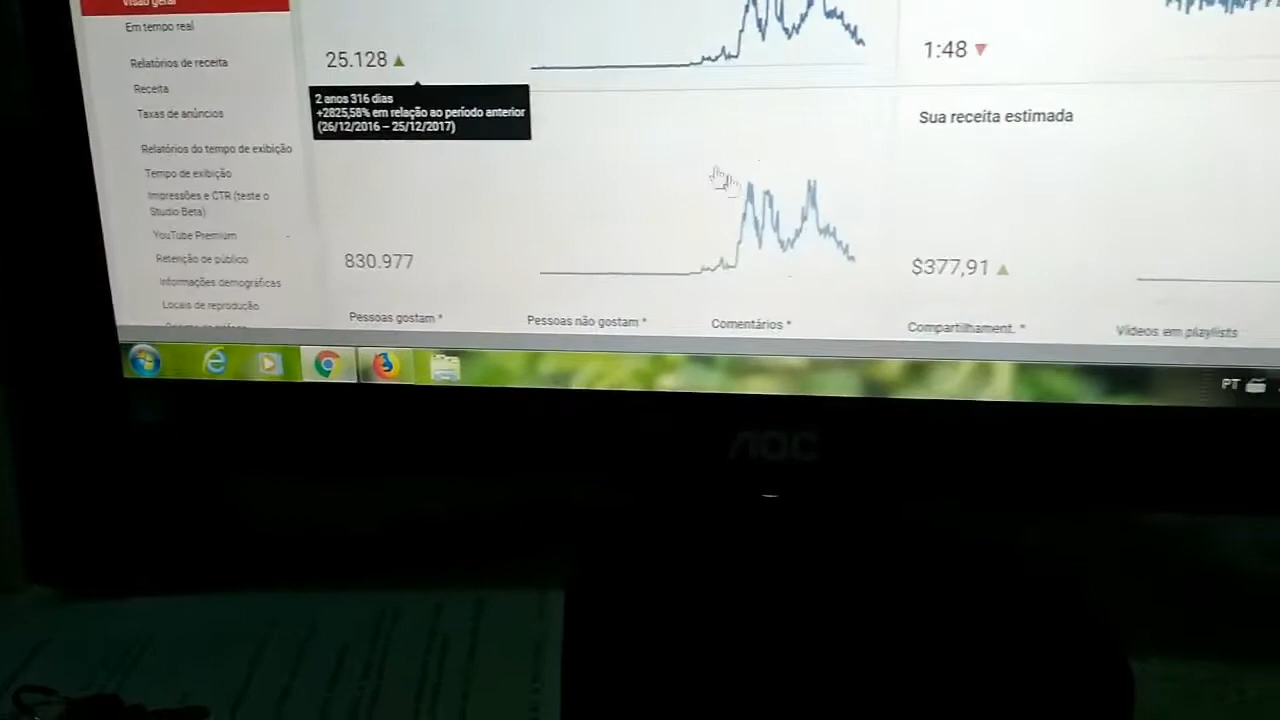 Visão geral
Em tempo real
Relatórios de receita
Receita
Taxas de anúncios
Relatórios do tempo de exibição
Tempo de exibição
Impressões e CTR (teste o
Studio Beta)
YouTube Premium
Retenção de público
Informações demográficas
Locais de reprodução
25.128
2 anos 316 dias
+2825,58% em relação ao período anterior
(26/12/2016 – 25/12/2017)
1:48
Sua receita estimada
830.977
$377,91
Pessoas gostam *
Pessoas não gostam *
Comentários *
Compartilhament. *
Vídeos em playlists
PT
AOC